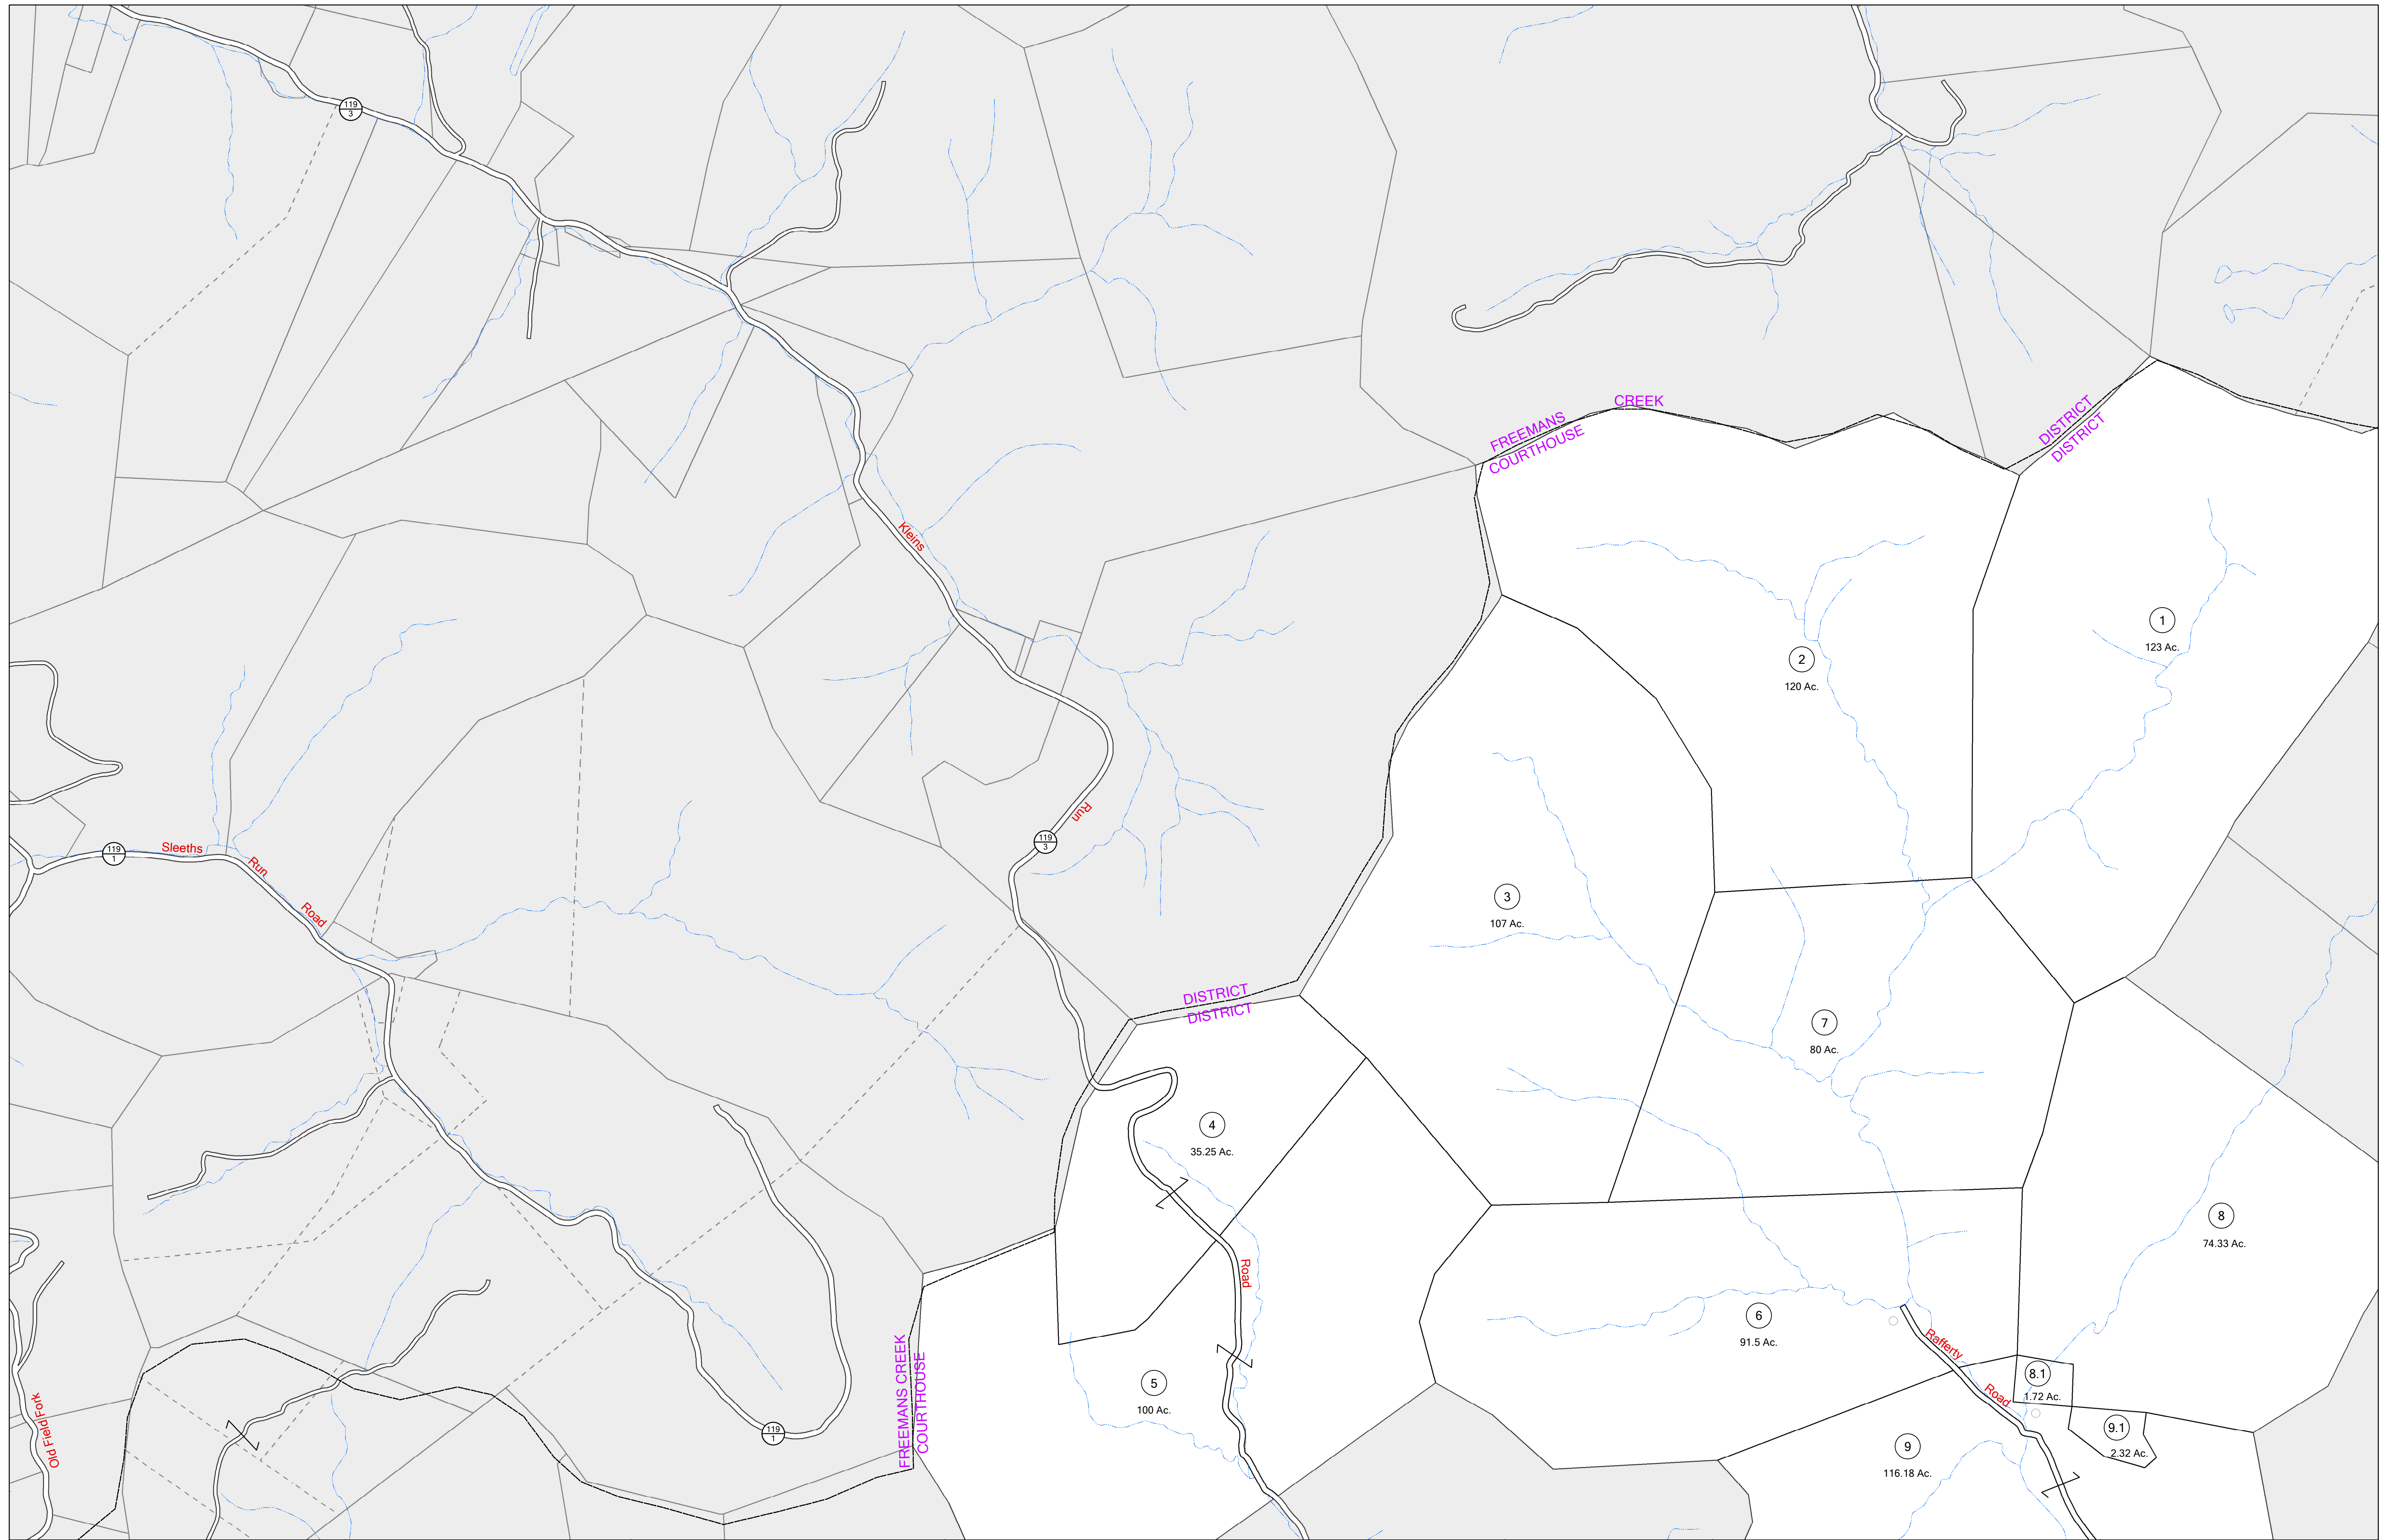 119
3
FREEMANS
CREEK
COURTHOUSE
DISTRICT
DISTRICT
Kleins
1
123 Ac.
2
120 Ac.
Run
119
3
Sleeths
119
1
Run
Road
3
107 Ac.
DISTRICT
DISTRICT
7
80 Ac.
4
35.25 Ac.
8
74.33 Ac.
Road
6
91.5 Ac.
Rafferty
8.1
1.72 Ac.
Road
5
100 Ac.
FREEMANS CREEK
COURTHOUSE
Old Field Fork
119
1
9.1
2.32 Ac.
9
116.18 Ac.